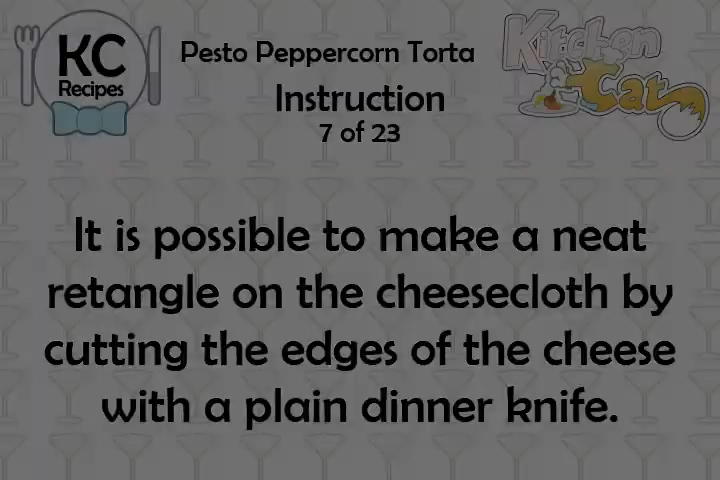 KC
Recipes
Pesto Peppercorn Torta
Instruction
7 of 23
Kitchen
Cat
It is possible to make a neat
retangle on the cheesecloth by
cutting the edges of the cheese
with a plain dinner knife.